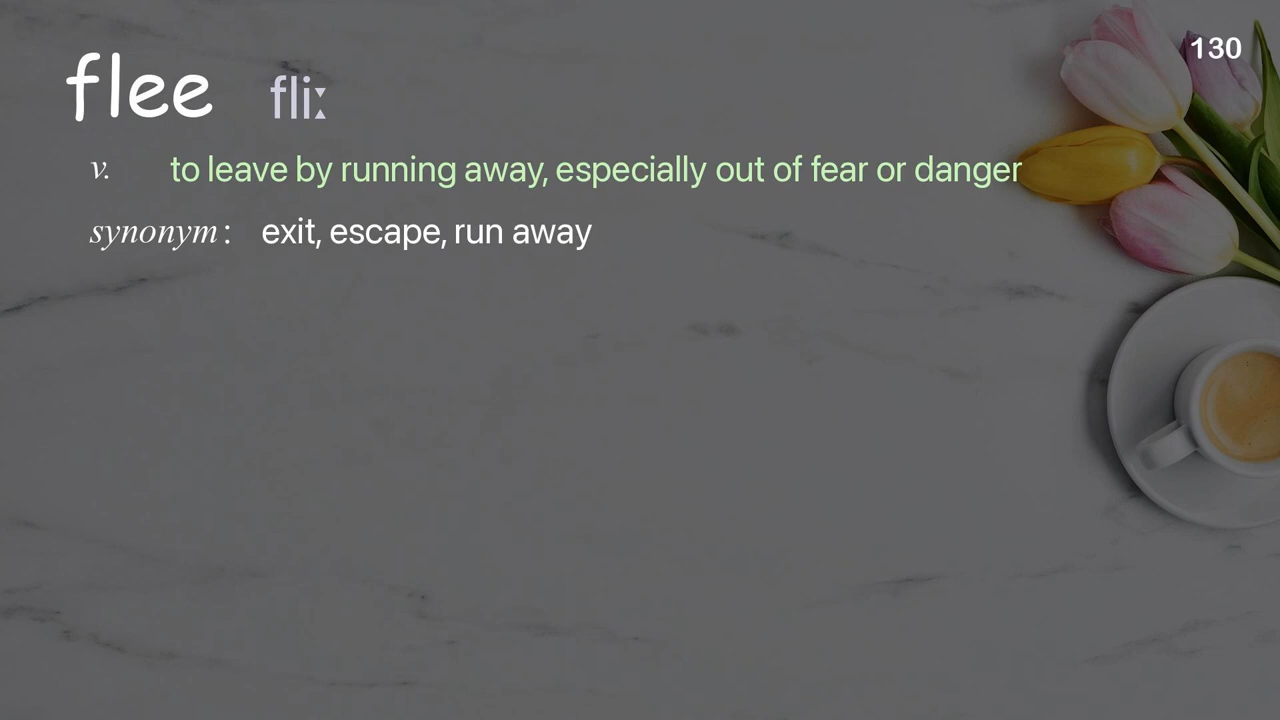 130
flee fliː
v. to leave by running away, especially out of fear or danger
synonym: exit, escape, run away